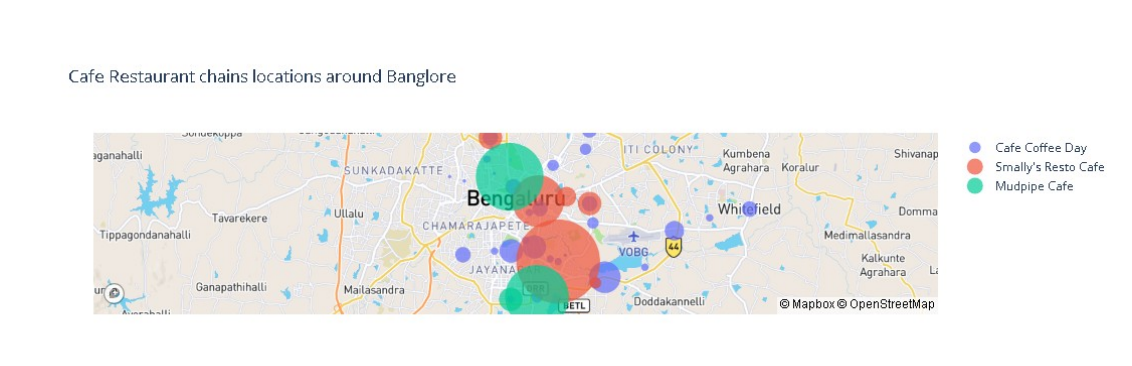 Cafe Restaurant chains locations around Banglore
Cafe Coffee Day
Smally's Resto Cafe
Mudpipe Cafe
ITI COLONY
Kumbena
Agrahara
Koralur
Shivanap
aganahalli
SUNKADAKATTE
Bengaluru
Whitefield
Ullalu
Tavarekere
Domma
CHAMARAJAPETE
Tippagondanahalli
Medimallasandra
VOBG
44
Kalkunte
Agrahara
JAYANA
Ganapathihalli
Mailasandra
Doddakannelli
BETL
© Mapbox © OpenStreetMap